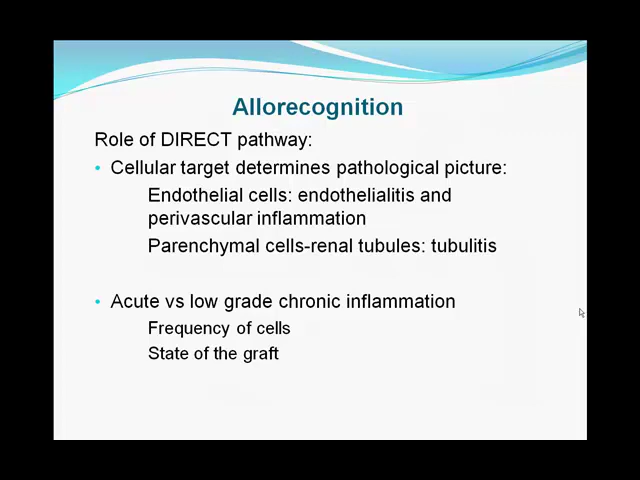 Allorecognition
Role of DIRECT pathway:
• Cellular target determines pathological picture:
Endothelial cells: endothelialitis and
perivascular inflammation
Parenchymal cells-renal tubules: tubulitis
• Acute vs low grade chronic inflammation
Frequency of cells
State of the graft